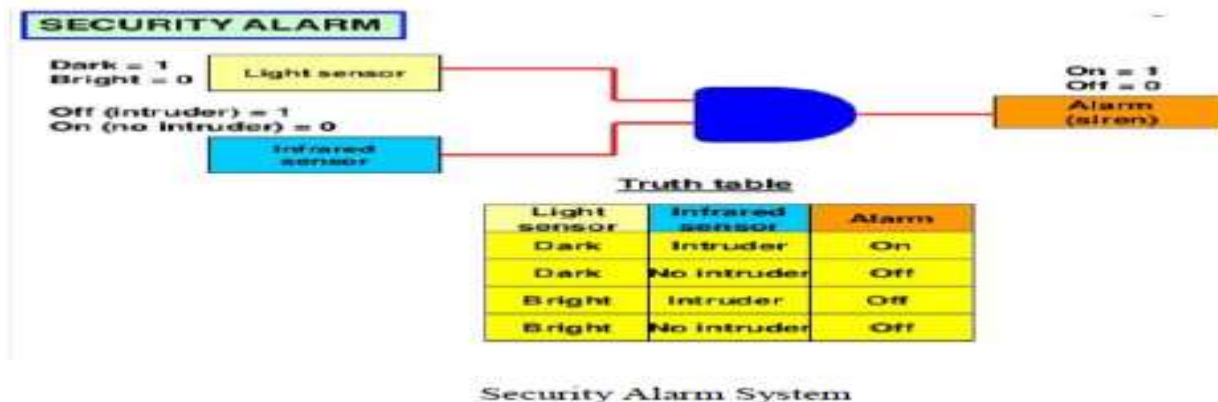 SECURITY ALARM
Dark = 1
Bright = 0
Light sensor
On = 1
Off = 0
Off (intruder) = 1
On (no intruder) = 0
Alarm
(siren)
Infrared
sensor
Truth table
Light sensor Infrared sensor Alarm
Dark Intruder On
Dark No intruder Off
Bright Intruder Off
Bright No intruder Off
Security Alarm System